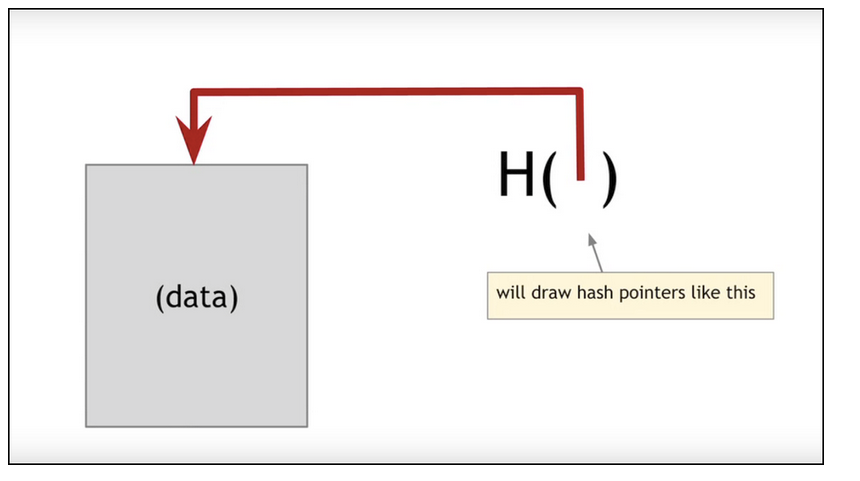 H( )
(data)
will draw hash pointers like this